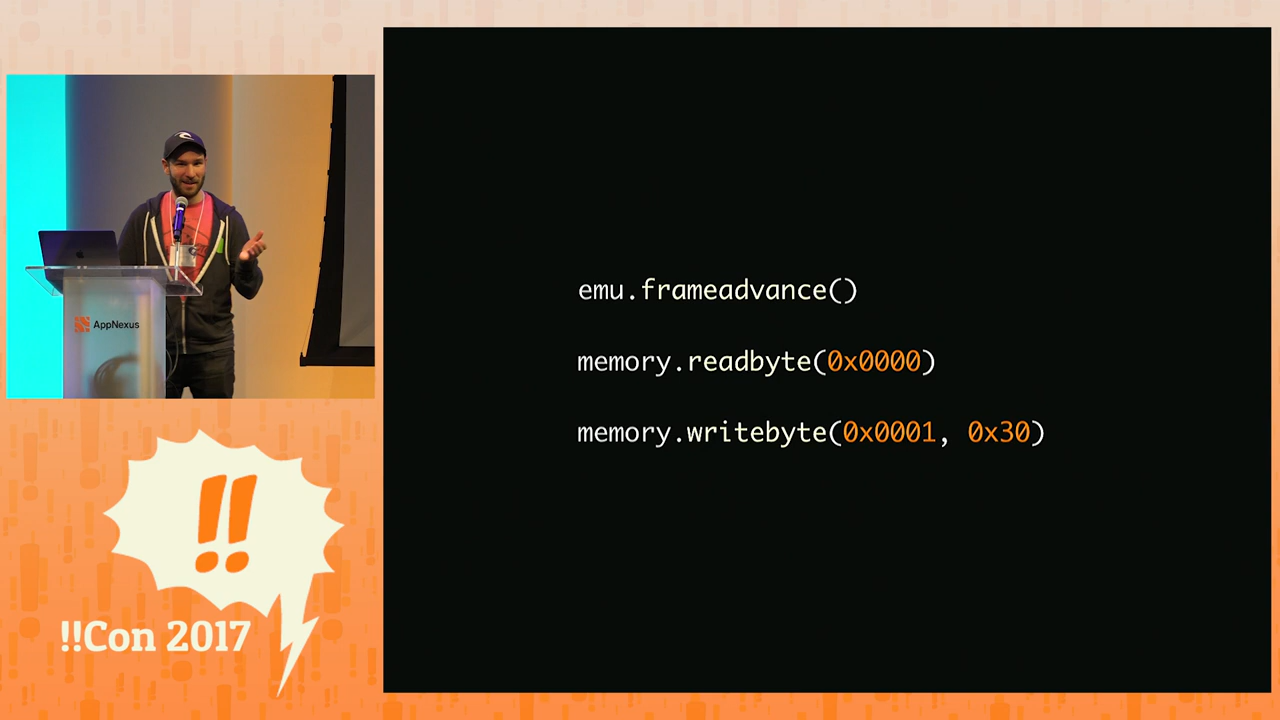 emu.frameadvance()
memory.readbyte(0x0000)
memory.writebyte(0x0001, 0x30)
AppNexus
!!
!!Con 2017